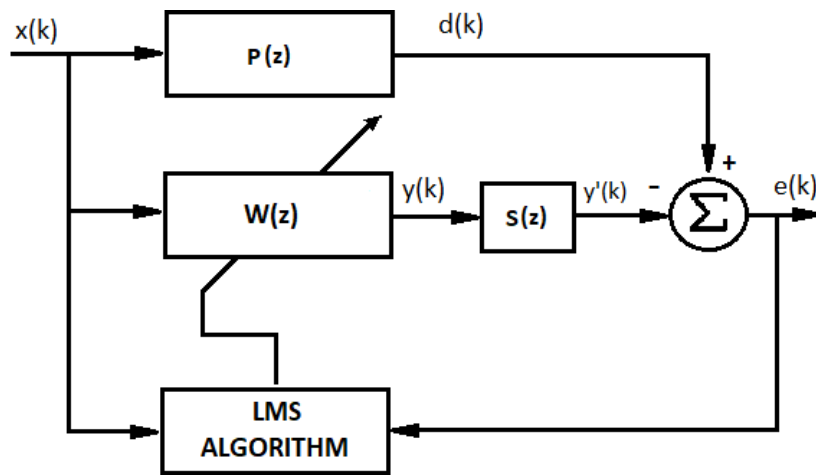 x(k)
P(z)
d(k)
+
W(z)
y(k)
S(z)
y'(k)
-
Σ
e(k)
LMS
ALGORITHM